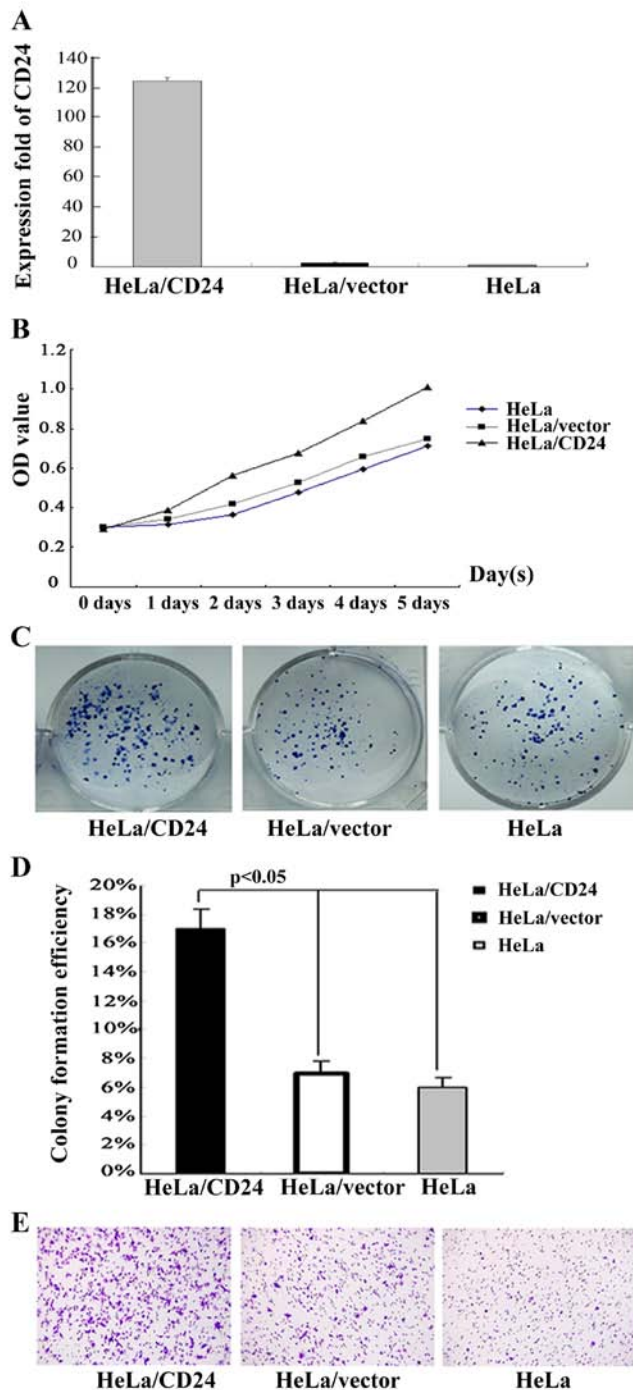 A
Expression fold of CD24
140
120
100
80
60
40
20
0
HeLa/CD24 HeLa/vector HeLa
B
OD value
1.2
1.0
0.8
0.6
0.4
0.2
0
HeLa
HeLa/vector
HeLa/CD24
Day(s)
0 days 1 days 2 days 3 days 4 days 5 days
C
HeLa/CD24 HeLa/vector HeLa
D
Colony formation efficiency
20%
18%
16%
12%
10%
8%
6%
4%
2%
0%
p<0.05
HeLa/CD24
HeLa/vector
HeLa
HeLa/CD24 HeLa/vector HeLa
E
HeLa/CD24 HeLa/vector HeLa